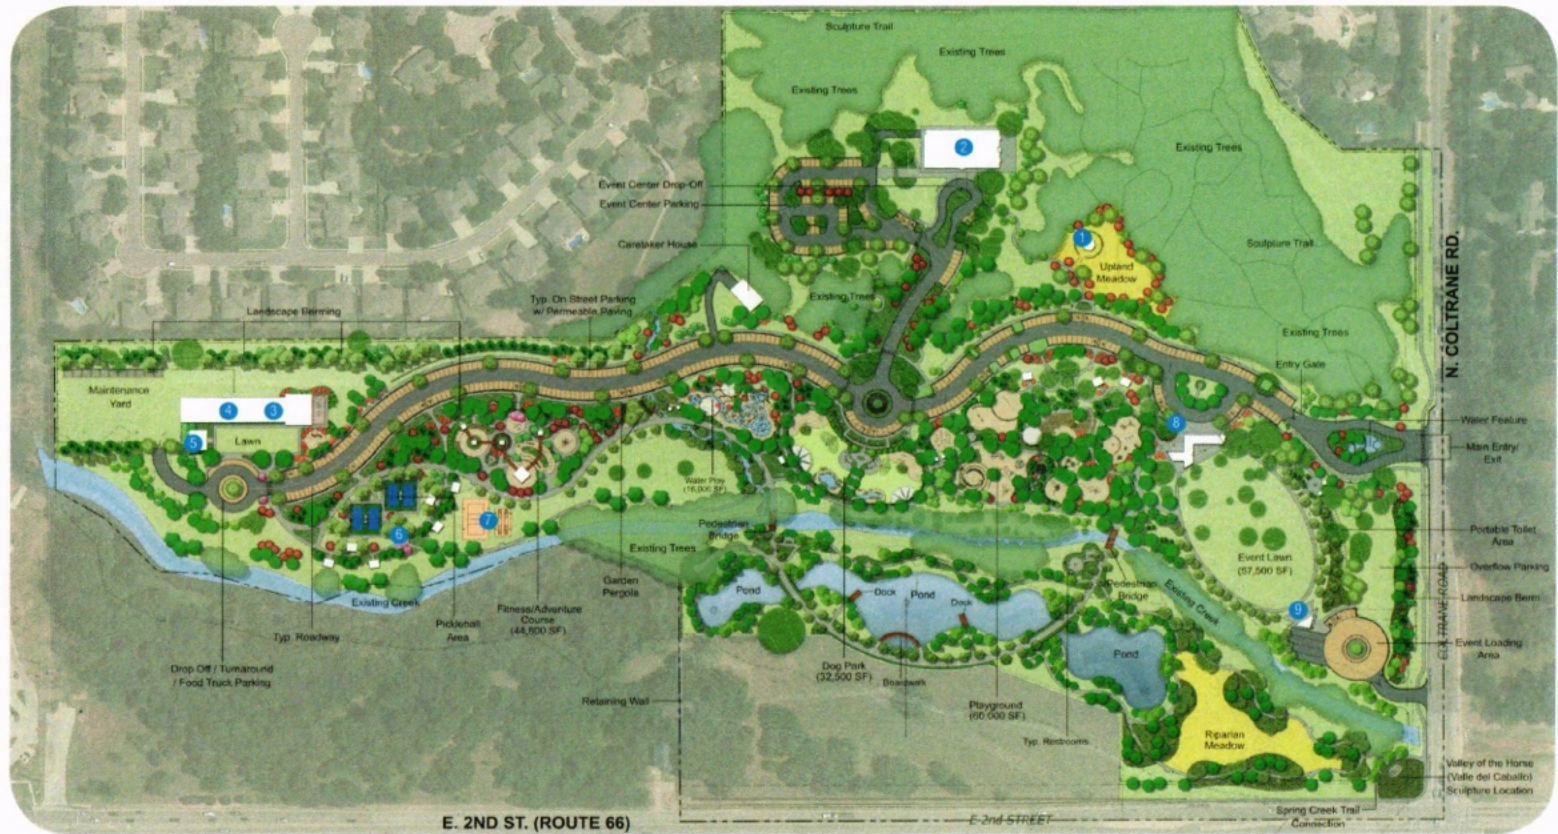 Sculpture Trail
Existing Trees
Existing Trees
2
Existing Trees
Event Center Drop-Off
Event Center Parking
Caretaker House
1
Upland
Meadow
Sculpture Trail
N. COLTRANE RD.
Typ. On Street Parking
w/ Permeable Paving
Existing Trees
Landscape Berming
Existing Trees
Entry Gate
Maintenance
Yard
4
3
5
Lawn
8
Water Feature
Main Entry/
Exit
Water Play
(16,000 SF)
7
6
Pedestrian
Bridge
Existing Trees
Portable Toilet
Area
Event Lawn
(57,500 SF)
Overflow Parking
Garden
Pergola
Pond
Dock
Pond
Dock
Pedestrian
Bridge
Existing Creek
Landscape Berm
COLTRANE ROAD
Existing Creek
Typ. Roadway
Pickleball
Area
Fitness/Adventure
Course
(44,800 SF)
9
Event Loading
Area
Drop Off / Turnaround
/ Food Truck Parking
Dog Park
(32,500 SF)
Boardwalk
Pond
Retaining Wall
Playground
(60,000 SF)
Typ. Restrooms
Riparian
Meadow
Valley of the Horse
(Valle del Caballo)
Sculpture Location
Spring Creek Trail
Connection
E. 2ND ST. (ROUTE 66)
E 2nd STREET